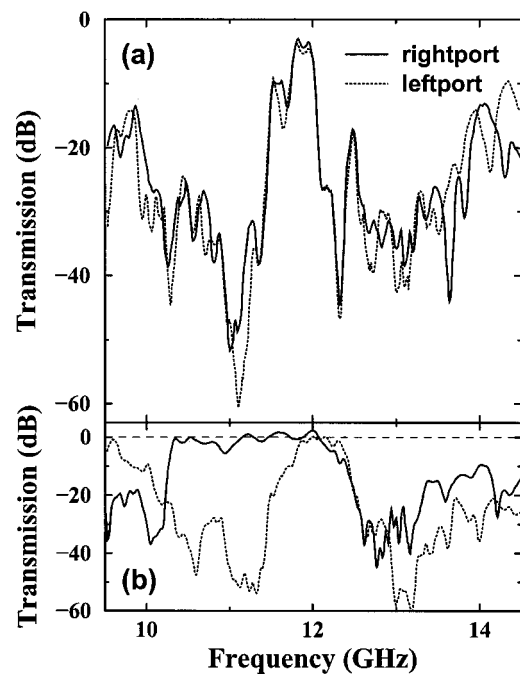 0
(a)
rightport
leftport
−20
−40
−60
Transmission (dB)
0
−20
−40
−60
Transmission (dB)
(b)
10
12
14
Frequency (GHz)